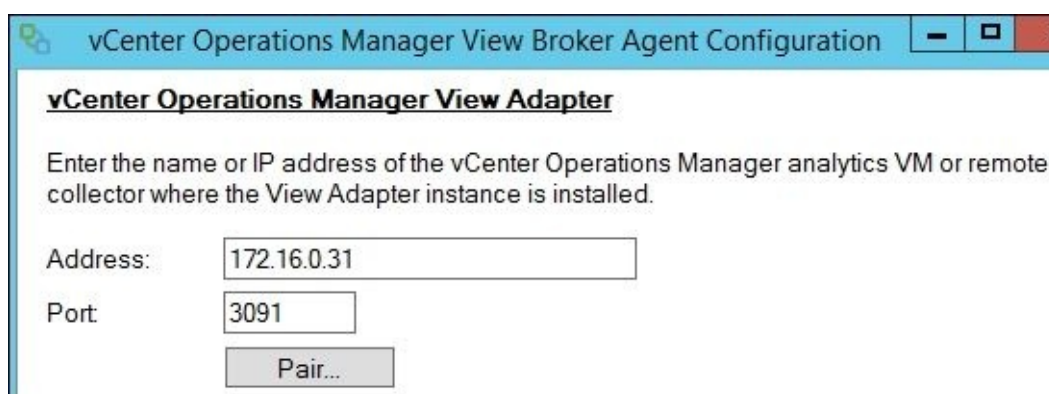 vCenter Operations Manager View Broker Agent Configuration
vCenter Operations Manager View Adapter
Enter the name or IP address of the vCenter Operations Manager analytics VM or remote
collector where the View Adapter instance is installed.
Address: 172.16.0.31
Port: 3091
Pair...